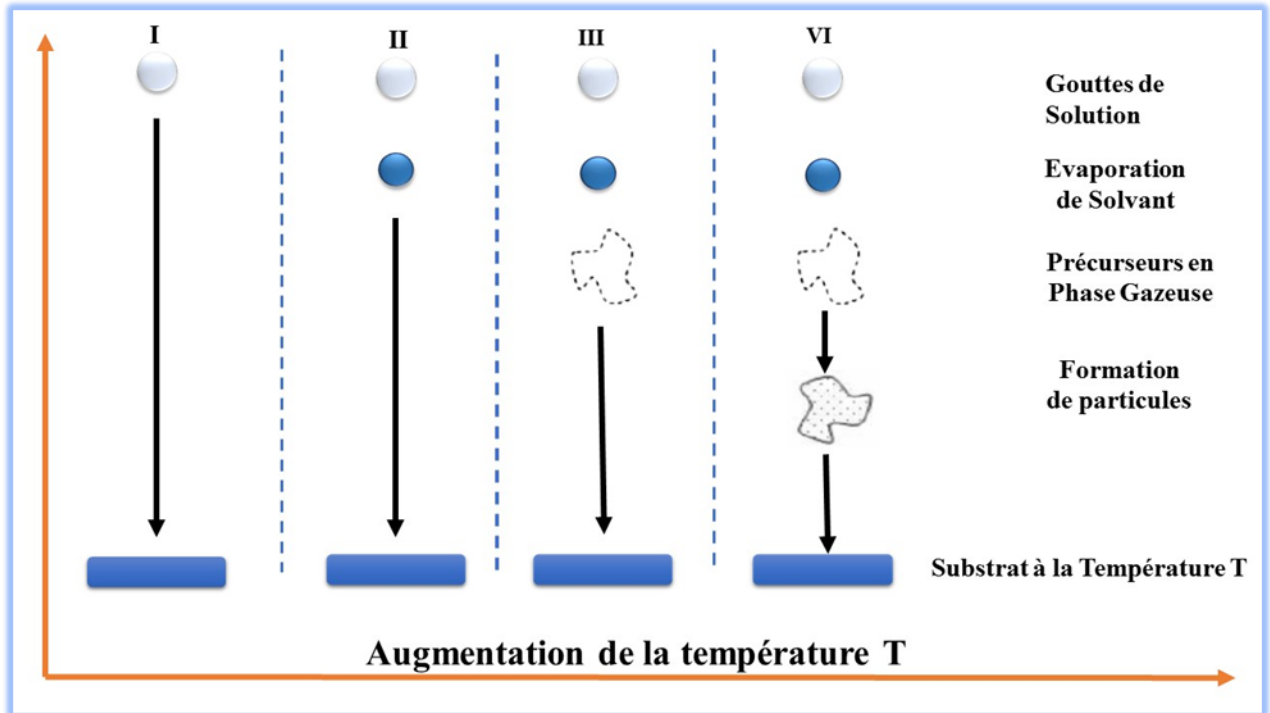 I
II
III
VI
Gouttes de
Solution
Evaporation
de Solvant
Précurseurs en
Phase Gazeuse
Formation
de particules
Substrat à la Température T
Augmentation de la température T